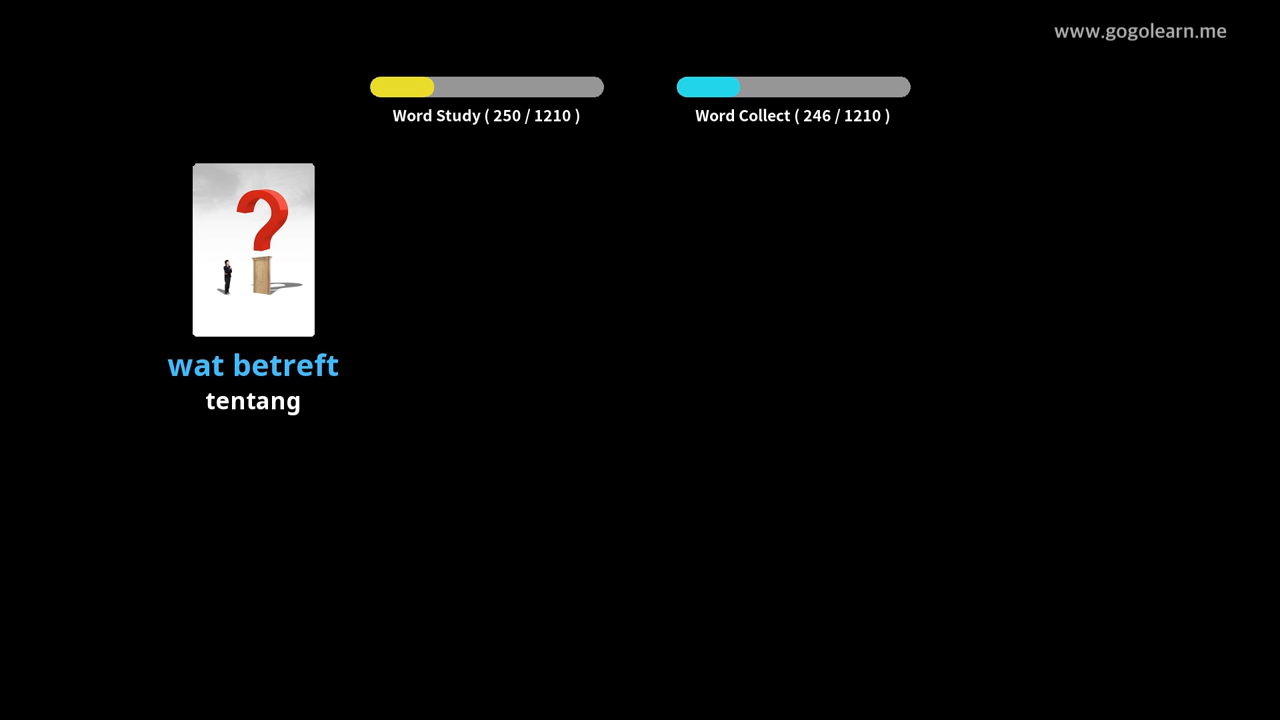 www.gogolearn.me
Word Study ( 250 / 1210 )
Word Collect ( 246 / 1210 )
wat betreft
tentang